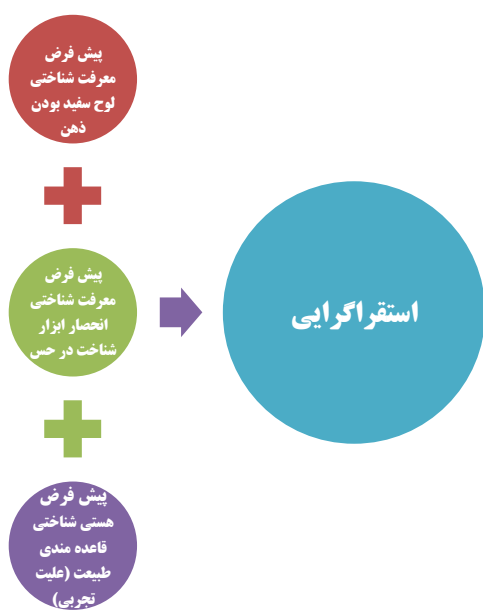 پیش فرض
معرفت شناختی
لوح سفید بودن
ذهن
پیش فرض
معرفت شناختی
انحصار ابزار
شناخت در حس
پیش فرض
هستی شناختی
قاعده مندی
طبیعت (علیت
تجربی)
استقراگرایی